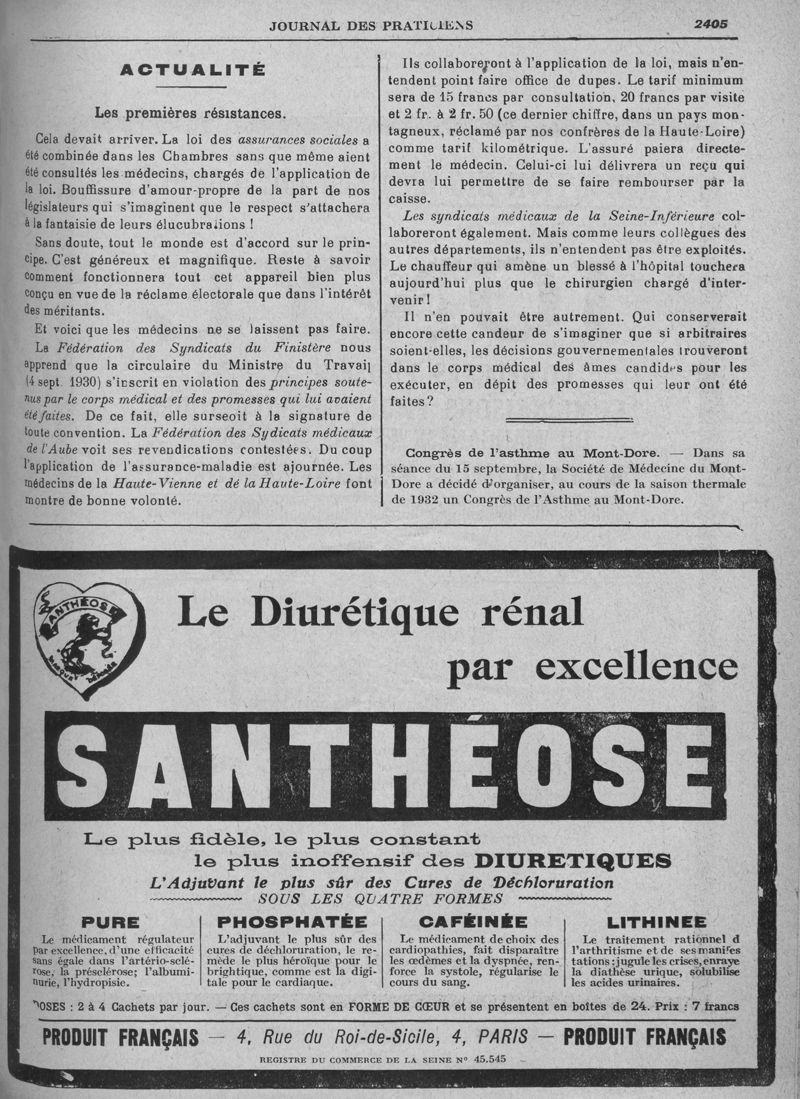 JOURNAL DES PRATICIENS
2405
ACTUALITÉ
Les premières résistances.
Cela devait arriver. La loi des assurances sociales a
été combinée dans les Chambres sans que même aient
été consultés les médecins, chargés de l'application de
la loi. Bouffissure d'amour-propre de la part de nos
législateurs qui s'imaginent que le respect s'attachera
à la fantaisie de leurs élucubrations !
Sans doute, tout le monde est d'accord sur le prin-
cipe. C'est généreux et magnifique. Reste à savoir
comment fonctionnera tout cet appareil bien plus
conçu en vue de la réclame électorale que dans l'intérêt
des méritants.
Et voici que les médecins ne se laissent pas faire.
La Fédération des Syndicats du Finistère nous
apprend que la circulaire du Ministre du Travail
(4 sept. 1930) s'inscrit en violation des principes soute-
nus par le corps médical et des promesses qui lui avaient
été faites. De ce fait, elle surseoit à la signature de
toute convention. La Fédération des Sydicats médicaux
de l'Aube voit ses revendications contestées. Du coup
l'application de l'assurance-maladie est ajournée. Les
médecins de la Haute-Vienne et dé la Haute-Loire font
montre de bonne volonté.
Ils collaboreront à l'application de la loi, mais n'en-
tendent point faire office de dupes. Le tarif minimum
sera de 15 francs par consultation, 20 francs par visite
et 2 fr. à 2 fr. 50 (ce dernier chiffre, dans un pays mon-
tagneux, réclamé par nos confrères de la Haute-Loire)
comme tarif kilométrique. L'assuré paiera directe-
ment le médecin. Celui-ci lui délivrera un reçu qui
devra lui permettre de se faire rembourser par la
caisse.
Les syndicats médicaux de la Seine-Inférieure col-
laboreront également. Mais comme leurs collègues des
autres départements, ils n'entendent pas être exploités.
Le chauffeur qui amène un blessé à l'hôpital touchera
aujourd'hui plus que le chirurgien chargé d'inter-
venir !
Il n'en pouvait être autrement. Qui conserverait
encore cette candeur de s'imaginer que si arbitraires
soient-elles, les décisions gouvernementales trouveront
dans le corps médical des âmes candides pour les
exécuter, en dépit des promesses qui leur ont été
faites ?
Congrès de l'asthme au Mont-Dore. — Dans sa
séance du 15 septembre, la Société de Médecine du Mont-
Dore a décidé d'organiser, au cours de la saison thermale
de 1932 un Congrès de l'Asthme au Mont-Dore.
SANTHÉOSE
Le Diurétique rénal
par excellence
SANTHÉOSE
Le plus fidèle, le plus constant
le plus inoffensif des DIURETIQUES
L'Adjuvant le plus sûr des Cures de Déchloruration
SOUS LES QUATRE FORMES
PURE
Le médicament régulateur
par excellence, d'une efficacité
sans égale dans l'artério-sclé-
rose, la présclérose; l'albumi-
nurie, l'hydropisie.
PHOSPHATÉE
L'adjuvant le plus sûr des
cures de déchloruration, le re-
mède le plus héroïque pour le
brightique, comme est la digi-
tale pour le cardiaque.
CAFÉINÉE
Le médicament de choix des
cardiopathies, fait disparaître
les œdèmes et la dyspnée, ren-
force la systole, régularise le
cours du sang.
LITHINEE
Le traitement rationnel d
l'arthritisme et de ses manifes
tations : jugule les crises, enraye
la diathèse urique, solubilise
les acides urinaires.
DOSES : 2 à 4 Cachets par jour. — Ces cachets sont en FORME DE CŒUR et se présentent en boîtes de 24. Prix : 7 francs
PRODUIT FRANÇAIS — 4, Rue du Roi-de-Sicile, 4, PARIS — PRODUIT FRANÇAIS
REGISTRE DU COMMERCE DE LA SEINE N° 45.545